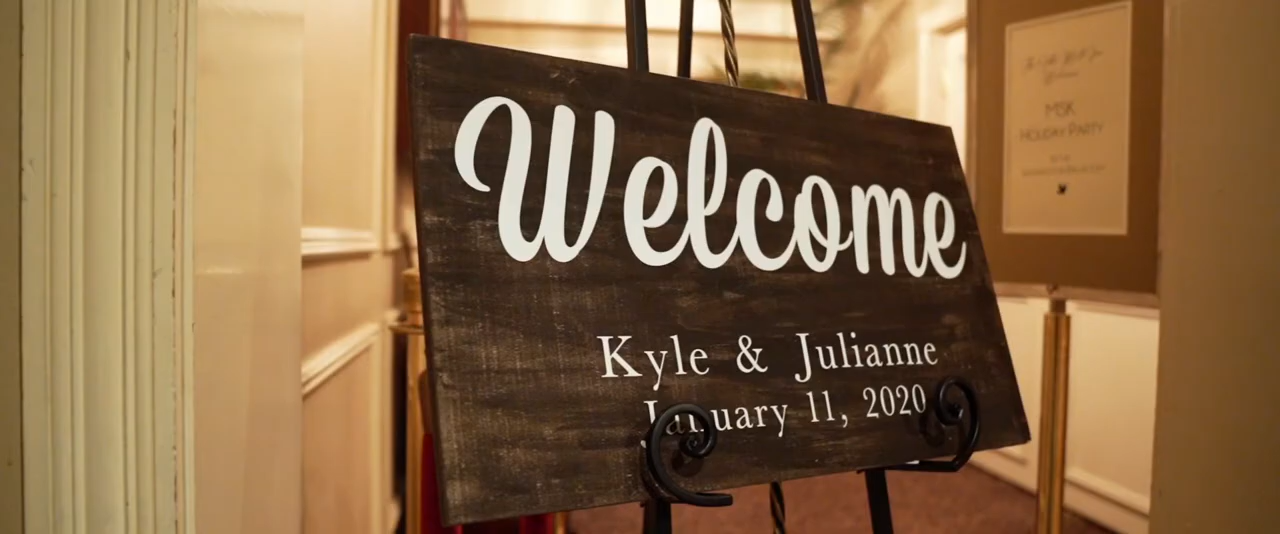 Welcome
Kyle & Julianne
January 11, 2020
MSK
HOLIDAY PARTY